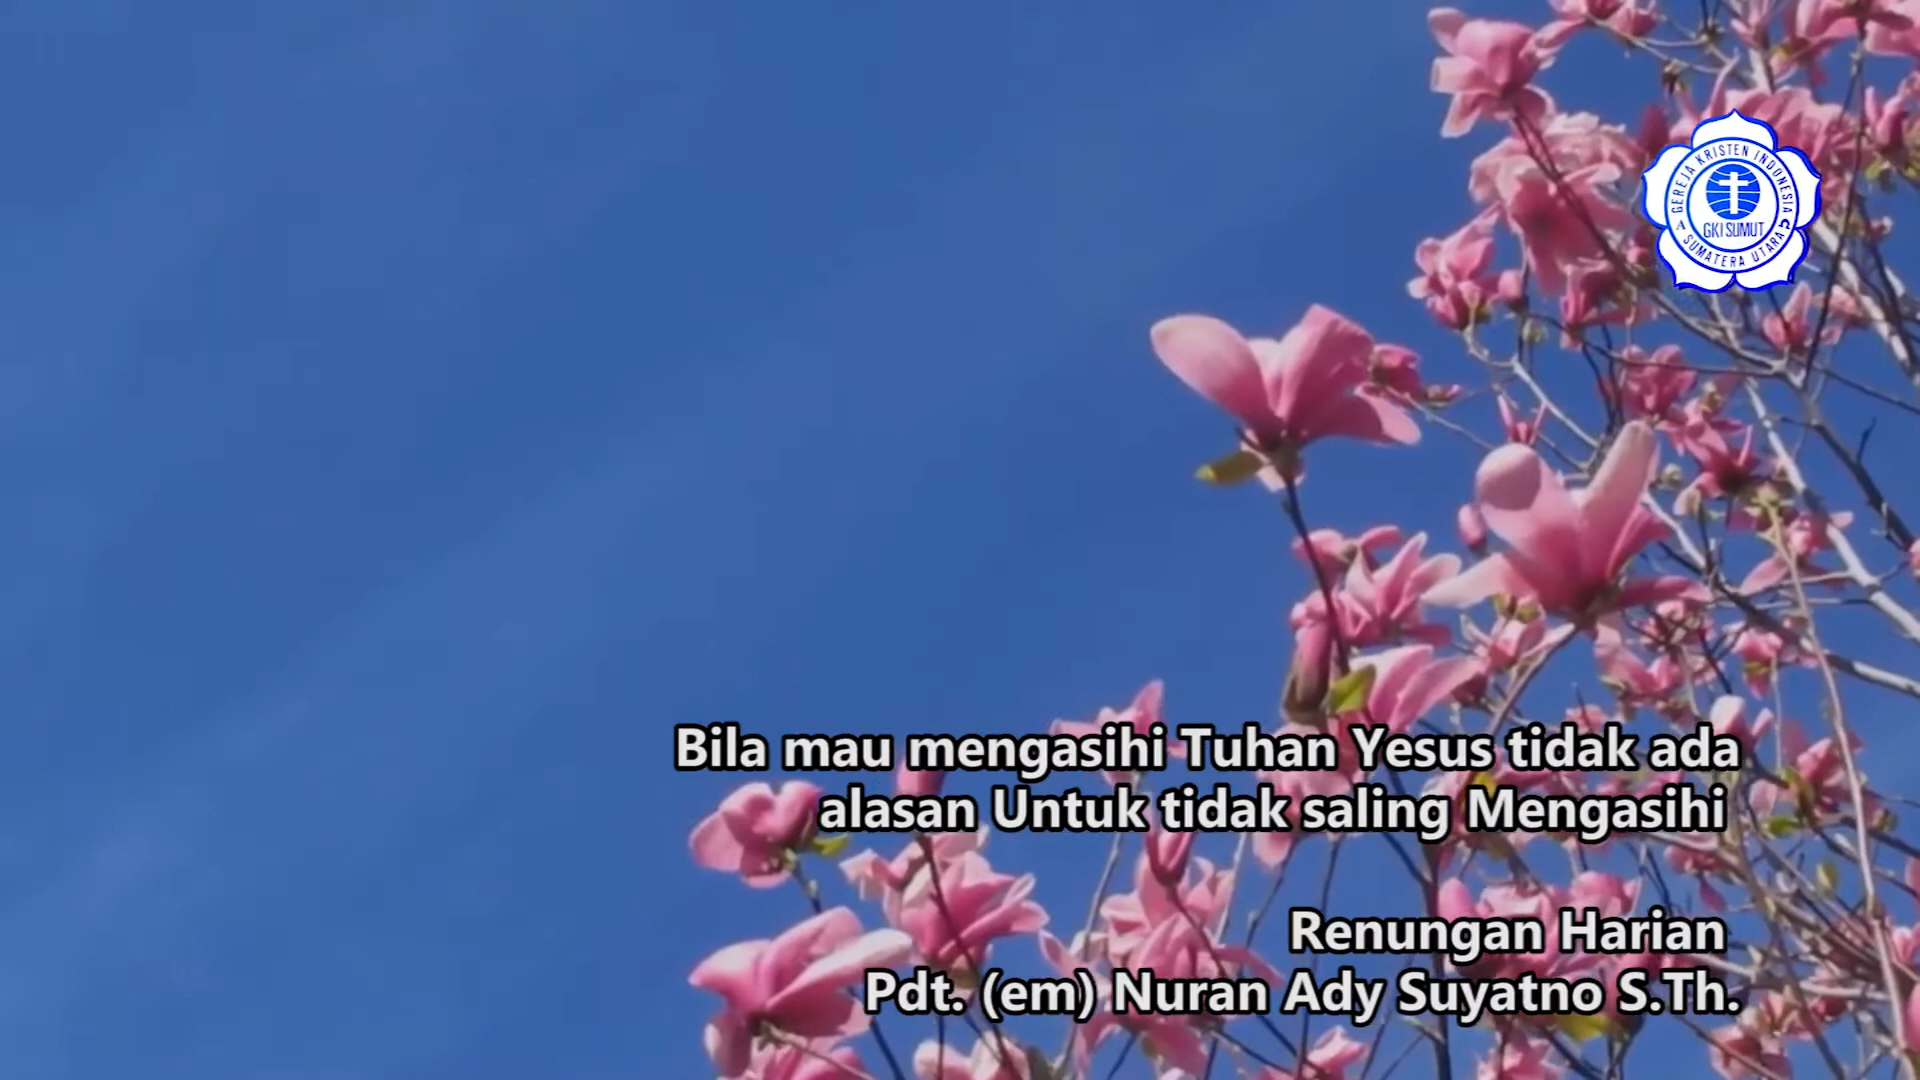 GEREJA KRISTEN INDONESIA
GKI SUMUT
SUMATERA UTARA
Bila mau mengasihi Tuhan Yesus tidak ada
alasan Untuk tidak saling Mengasihi
Renungan Harian
Pdt. (em) Nuran Ady Suyatno S.Th.